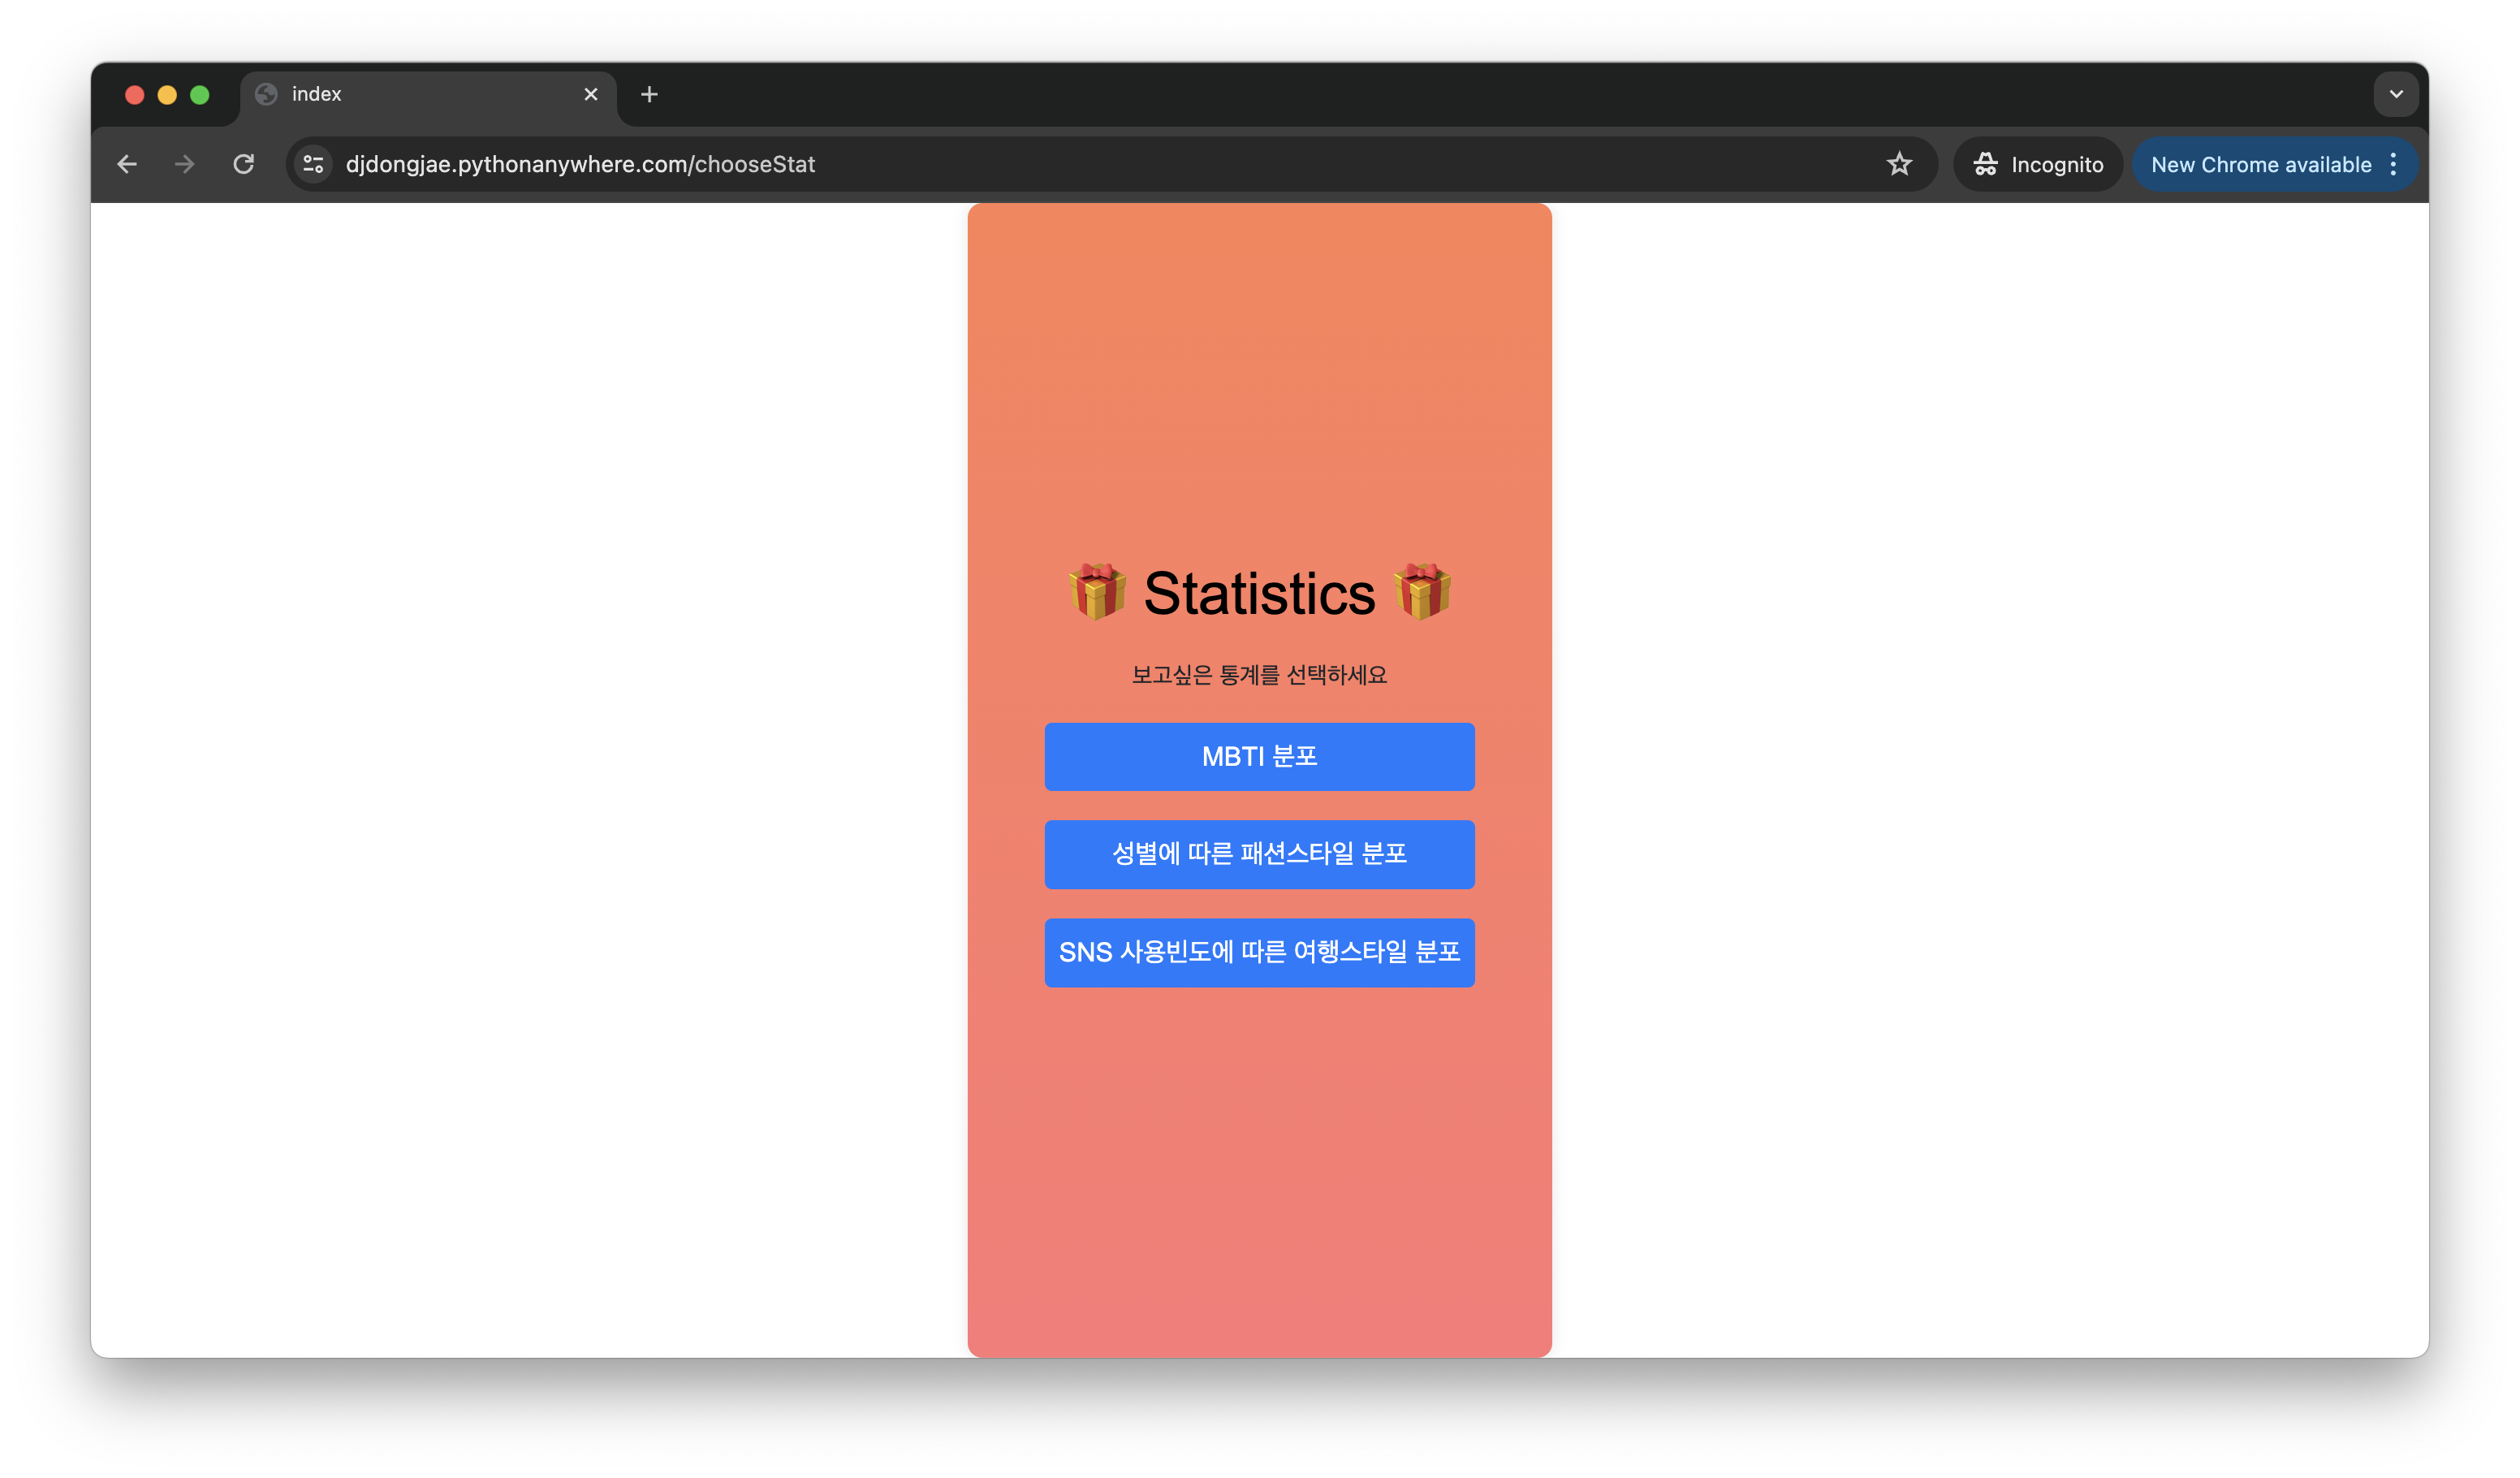 index
djdongjae.pythonanywhere.com/chooseStat
Incognito
New Chrome available
🎁 Statistics 🎁
보고싶은 통계를 선택하세요
MBTI 분포
성별에 따른 패션스타일 분포
SNS 사용빈도에 따른 여행스타일 분포